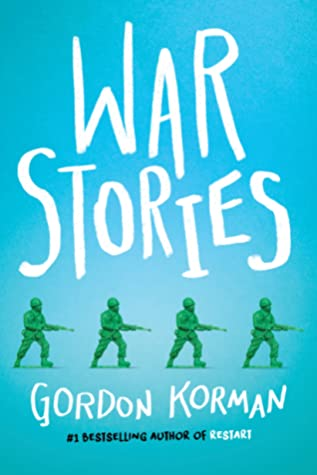 WAR
STORIES
GORDON KORMAN
#1 BESTSELLING AUTHOR OF RESTART